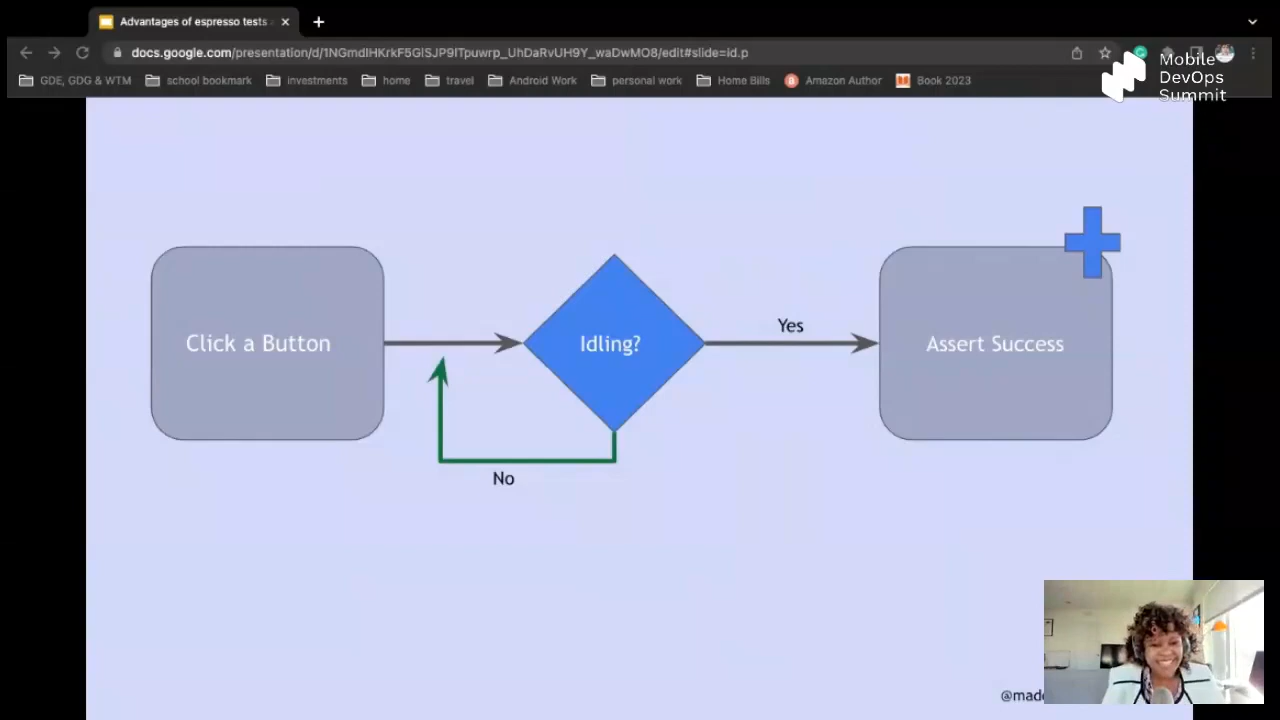 Advantages of espresso tests
docs.google.com/presentation/d/1NGmdIHKrkF5GlSJP9ITpuwrp_UhDaRvUH9Y_waDwMO8/edit#slide=id.p
GDE, GDG & WTM
school bookmark
investments
home
travel
Android Work
personal work
Home Bills
Amazon Author
Book 2023
Mobile
DevOps
Summit
Click a Button
Idling?
Yes
Assert Success
No
@made